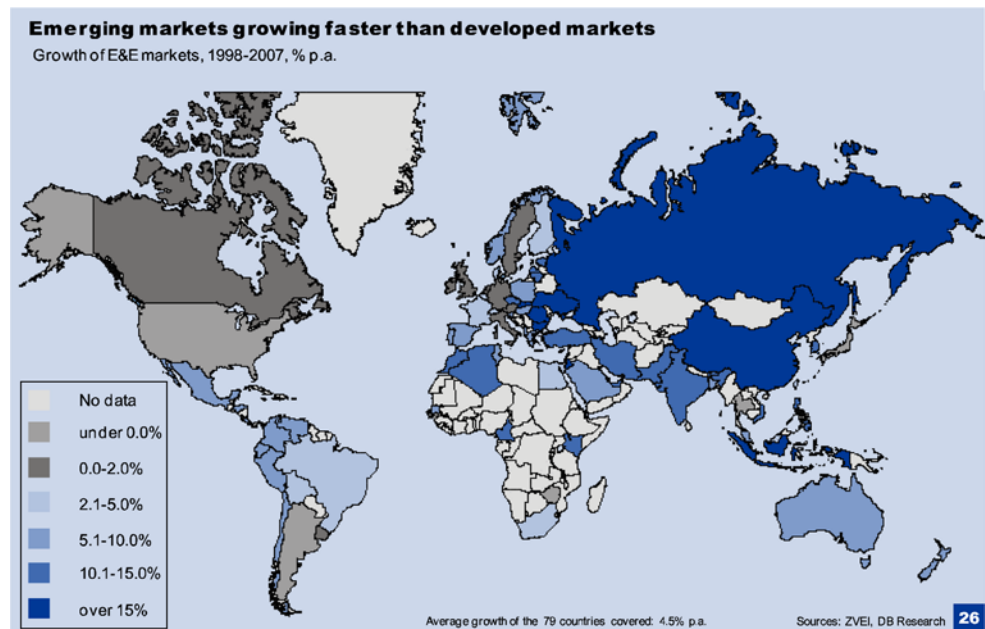 Emerging markets growing faster than developed markets
Growth of E&E markets, 1998-2007, % p.a.
No data
under 0.0%
0.0-2.0%
2.1-5.0%
5.1-10.0%
10.1-15.0%
over 15%
Average growth of the 79 countries covered: 4.5% p.a.
Sources: ZVEI, DB Research
26